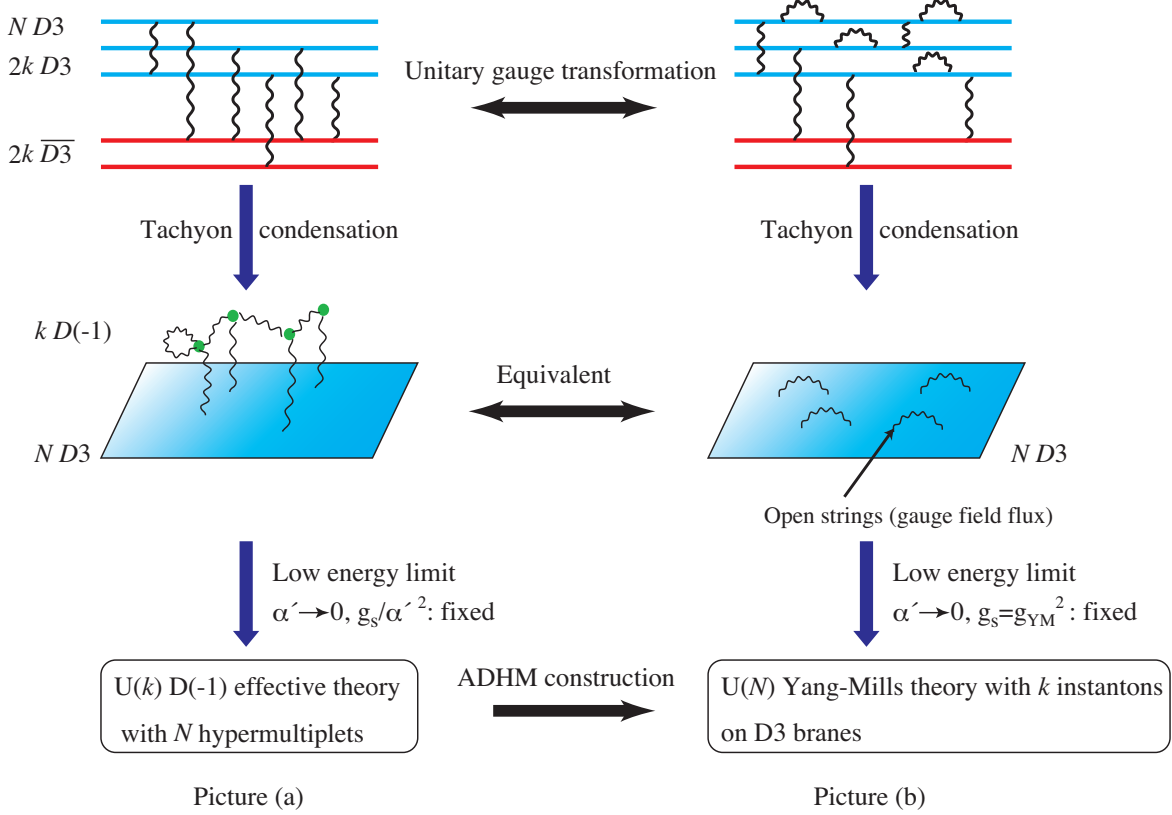 N D3
2k D3
2k D3̅
Unitary gauge transformation
Tachyon condensation
Tachyon condensation
k D(-1)
N D3
Equivalent
N D3
Open strings (gauge field flux)
Low energy limit
α´→0, gₛ/α´ ²: fixed
Low energy limit
α´→0, gₛ=g_YM² : fixed
U(k) D(-1) effective theory
with N hypermultiplets
ADHM construction
U(N) Yang-Mills theory with k instantons
on D3 branes
Picture (a)
Picture (b)